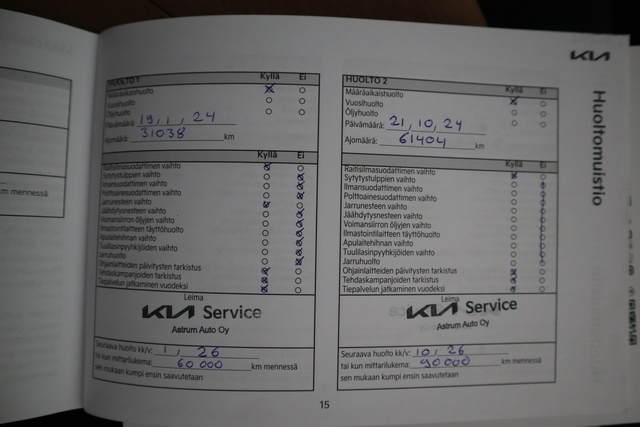 KIA
Huoltomuistio
HUOLTO 1 Kyllä Ei
Määräaikaishuolto
Vuosihuolto
Öljyhuolto
Päivämäärä: 19, 1, 24
Ajomäärä: 31038 km
Kyllä Ei
Raitisilmasuodattimen vaihto
Sytytystulppien vaihto
Ilmansuodattimen vaihto
Polttoainesuodattimen vaihto
Jarrunesteen vaihto
Jäähdytysnesteen vaihto
Voimansiirron öljyjen vaihto
Ilmastointilaitteen täyttöhuolto
Apulaitehihnan vaihto
Tuulilasinpyyhkijöiden vaihto
Jarruhuolto
Ohjainlaitteiden päivitysten tarkistus
Tehdaskampanjoiden tarkistus
Tiepalvelun jatkaminen vuodeksi
Leima
KIA Service
Astrum Auto Oy
Seuraava huolto kk/v: 1, 26
tai kun mittarilukema: 60 000 km mennessä
sen mukaan kumpi ensin saavutetaan
HUOLTO 2 Kyllä Ei
Määräaikaishuolto
Vuosihuolto
Öljyhuolto
Päivämäärä: 21, 10, 24
Ajomäärä: 61404 km
Kyllä Ei
Raitisilmasuodattimen vaihto
Sytytystulppien vaihto
Ilmansuodattimen vaihto
Polttoainesuodattimen vaihto
Jarrunesteen vaihto
Jäähdytysnesteen vaihto
Voimansiirron öljyjen vaihto
Ilmastointilaitteen täyttöhuolto
Apulaitehihnan vaihto
Tuulilasinpyyhkijöiden vaihto
Jarruhuolto
Ohjainlaitteiden päivitysten tarkistus
Tehdaskampanjoiden tarkistus
Tiepalvelun jatkaminen vuodeksi
Leima
KIA Service
Astrum Auto Oy
Seuraava huolto kk/v: 10, 26
tai kun mittarilukema: 90000 km mennessä
sen mukaan kumpi ensin saavutetaan
m mennessä
15